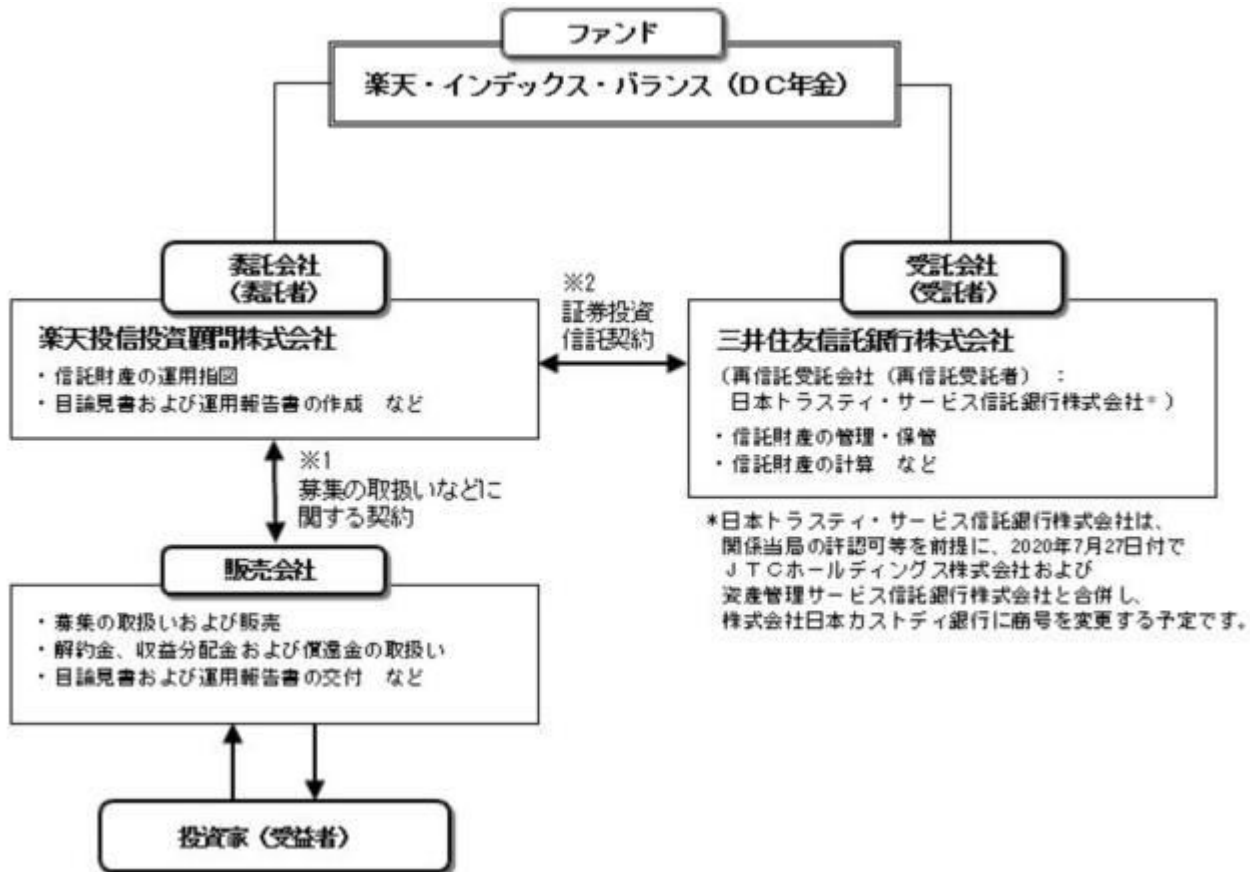 ファンド
楽天・インデックス・バランス（DC年金）
委託会社
（委託者）
楽天投信投資顧問株式会社
・信託財産の運用指図
・目論見書および運用報告書の作成　など
※2
証券投資
信託契約
受託会社
（受託者）
三井住友信託銀行株式会社
（再信託受託会社（再信託受託者）：
日本トラスティ・サービス信託銀行株式会社*）
・信託財産の管理・保管
・信託財産の計算　など
*日本トラスティ・サービス信託銀行株式会社は、
関係当局の許認可等を前提に、2020年7月27日付で
ＪＴＣホールディングス株式会社および
資産管理サービス信託銀行株式会社と合併し、
株式会社日本カストディ銀行に商号を変更する予定です。
※1
募集の取扱いなどに
関する契約
販売会社
・募集の取扱いおよび販売
・解約金、収益分配金および償還金の取扱い
・目論見書および運用報告書の交付　など
投資家（受益者）